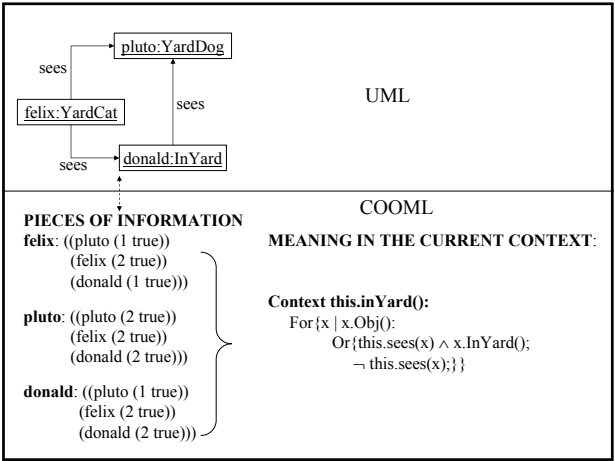 pluto:YardDog
sees
UML
sees
felix:YardCat
sees
donald:InYard
COOML
PIECES OF INFORMATION
felix: ((pluto (1 true))
(felix (2 true))
(donald (1 true)))
pluto: ((pluto (2 true))
(felix (2 true))
(donald (2 true)))
donald: ((pluto (1 true))
(felix (2 true))
(donald (2 true)))
MEANING IN THE CURRENT CONTEXT:
Context this.inYard():
For{x | x.Obj():
Or{this.sees(x) ∧ x.InYard();
¬ this.sees(x);}}